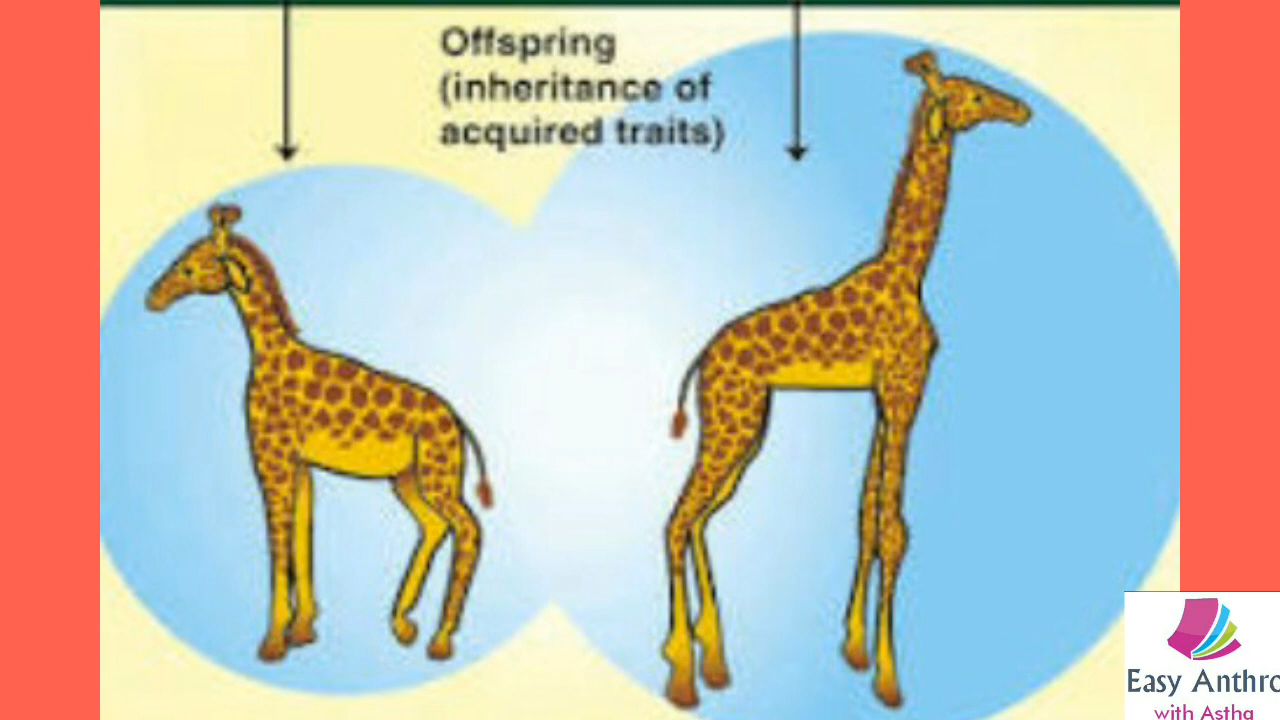 Offspring
(inheritance of
acquired traits)
Easy Anthro
with Astha